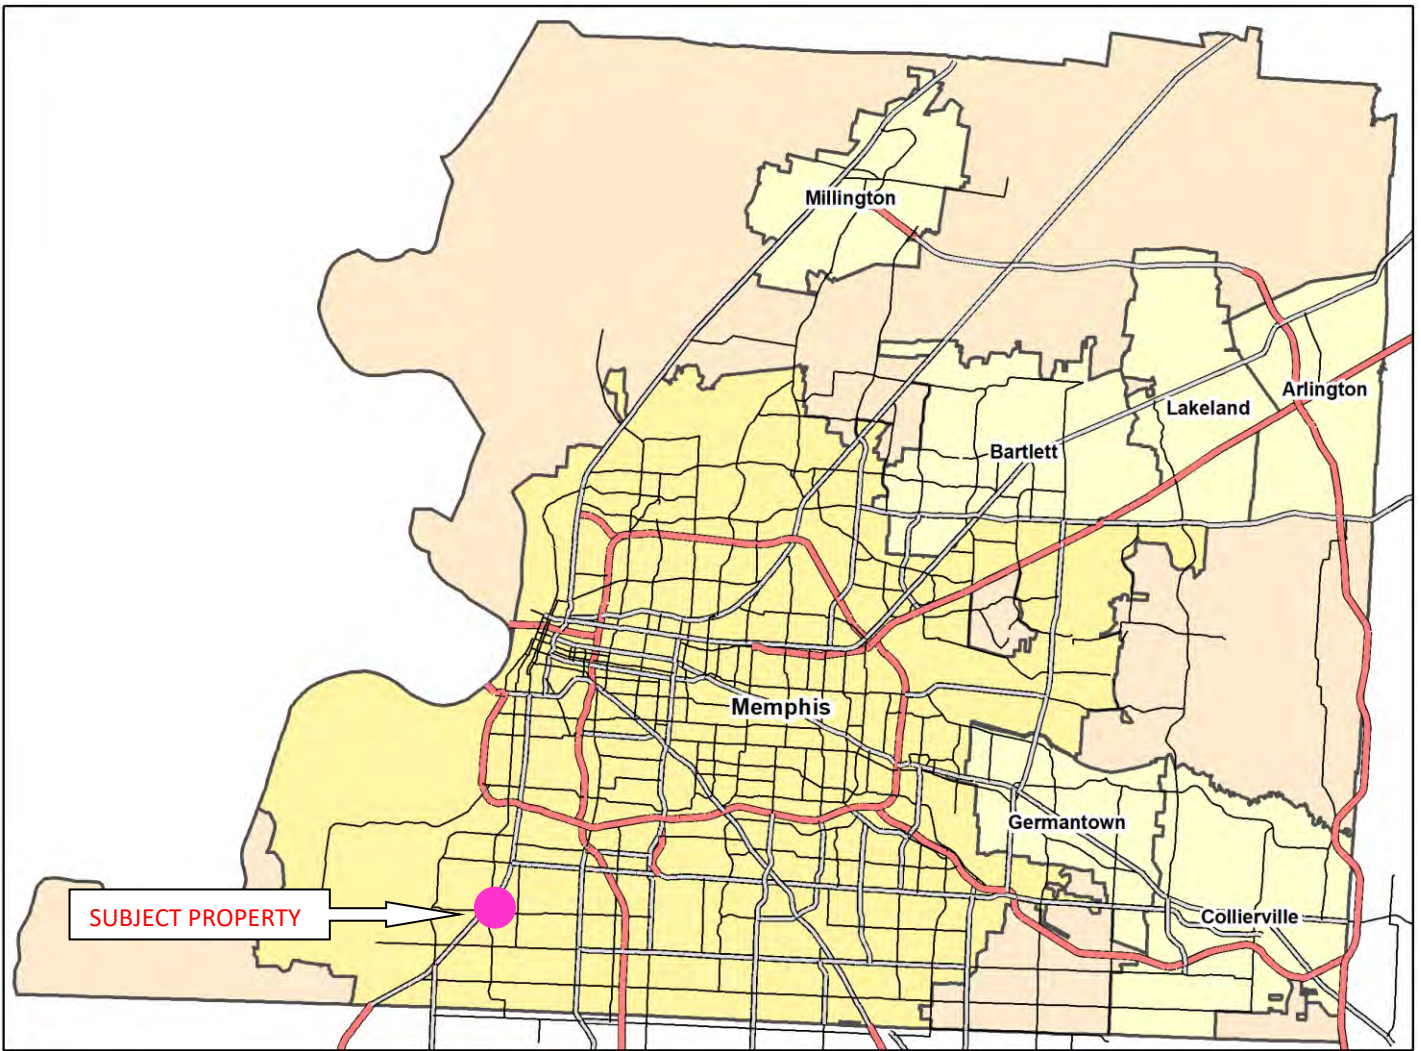 Millington
Arlington
Lakeland
Bartlett
Memphis
Germantown
SUBJECT PROPERTY
Collierville